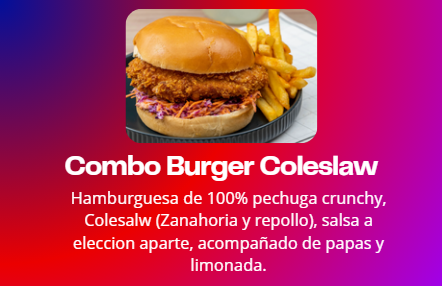 Combo Burger Coleslaw
Hamburguesa de 100% pechuga crunchy,
Colesalw (Zanahoria y repollo), salsa a
eleccion aparte, acompañado de papas y
limonada.